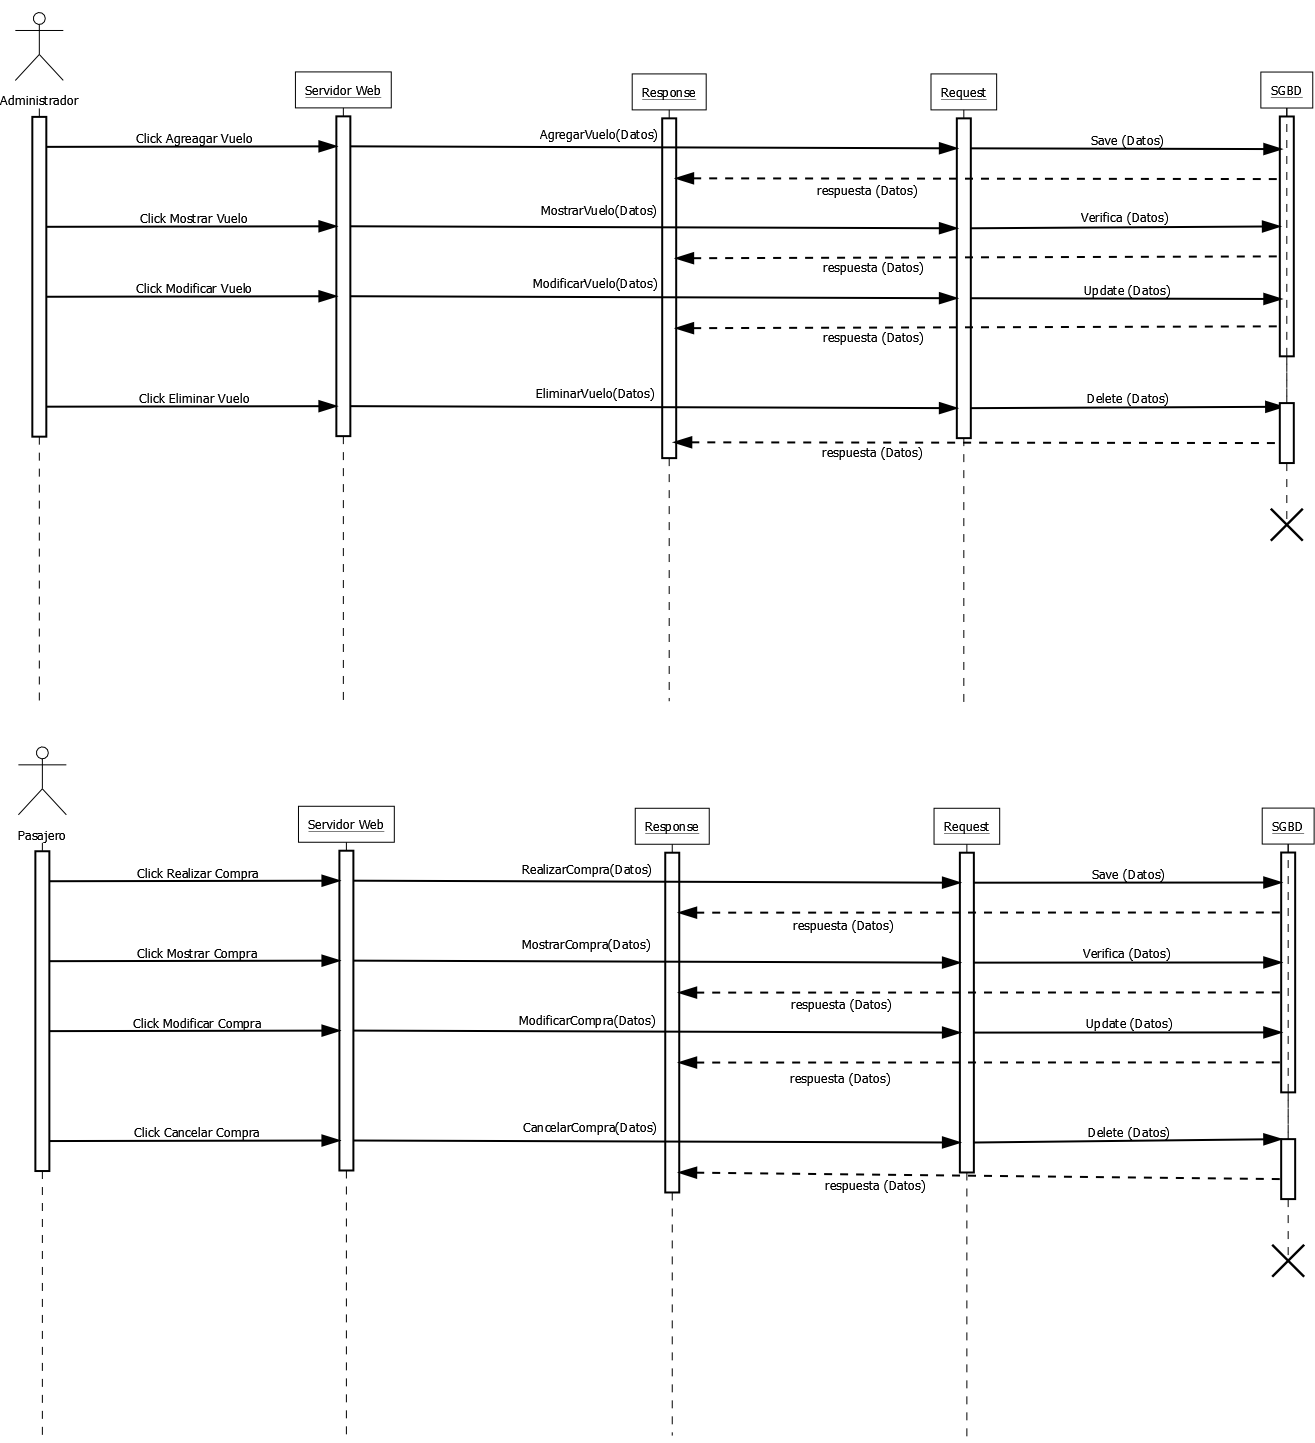 Administrador
Servidor Web
Response
Request
SGBD
Click Agreagar Vuelo
AgregarVuelo(Datos)
Save (Datos)
respuesta (Datos)
Click Mostrar Vuelo
MostrarVuelo(Datos)
Verifica (Datos)
respuesta (Datos)
Click Modificar Vuelo
ModificarVuelo(Datos)
Update (Datos)
respuesta (Datos)
Click Eliminar Vuelo
EliminarVuelo(Datos)
Delete (Datos)
respuesta (Datos)
Pasajero
Servidor Web
Response
Request
SGBD
Click Realizar Compra
RealizarCompra(Datos)
Save (Datos)
respuesta (Datos)
Click Mostrar Compra
MostrarCompra(Datos)
Verifica (Datos)
respuesta (Datos)
Click Modificar Compra
ModificarCompra(Datos)
Update (Datos)
respuesta (Datos)
Click Cancelar Compra
CancelarCompra(Datos)
Delete (Datos)
respuesta (Datos)